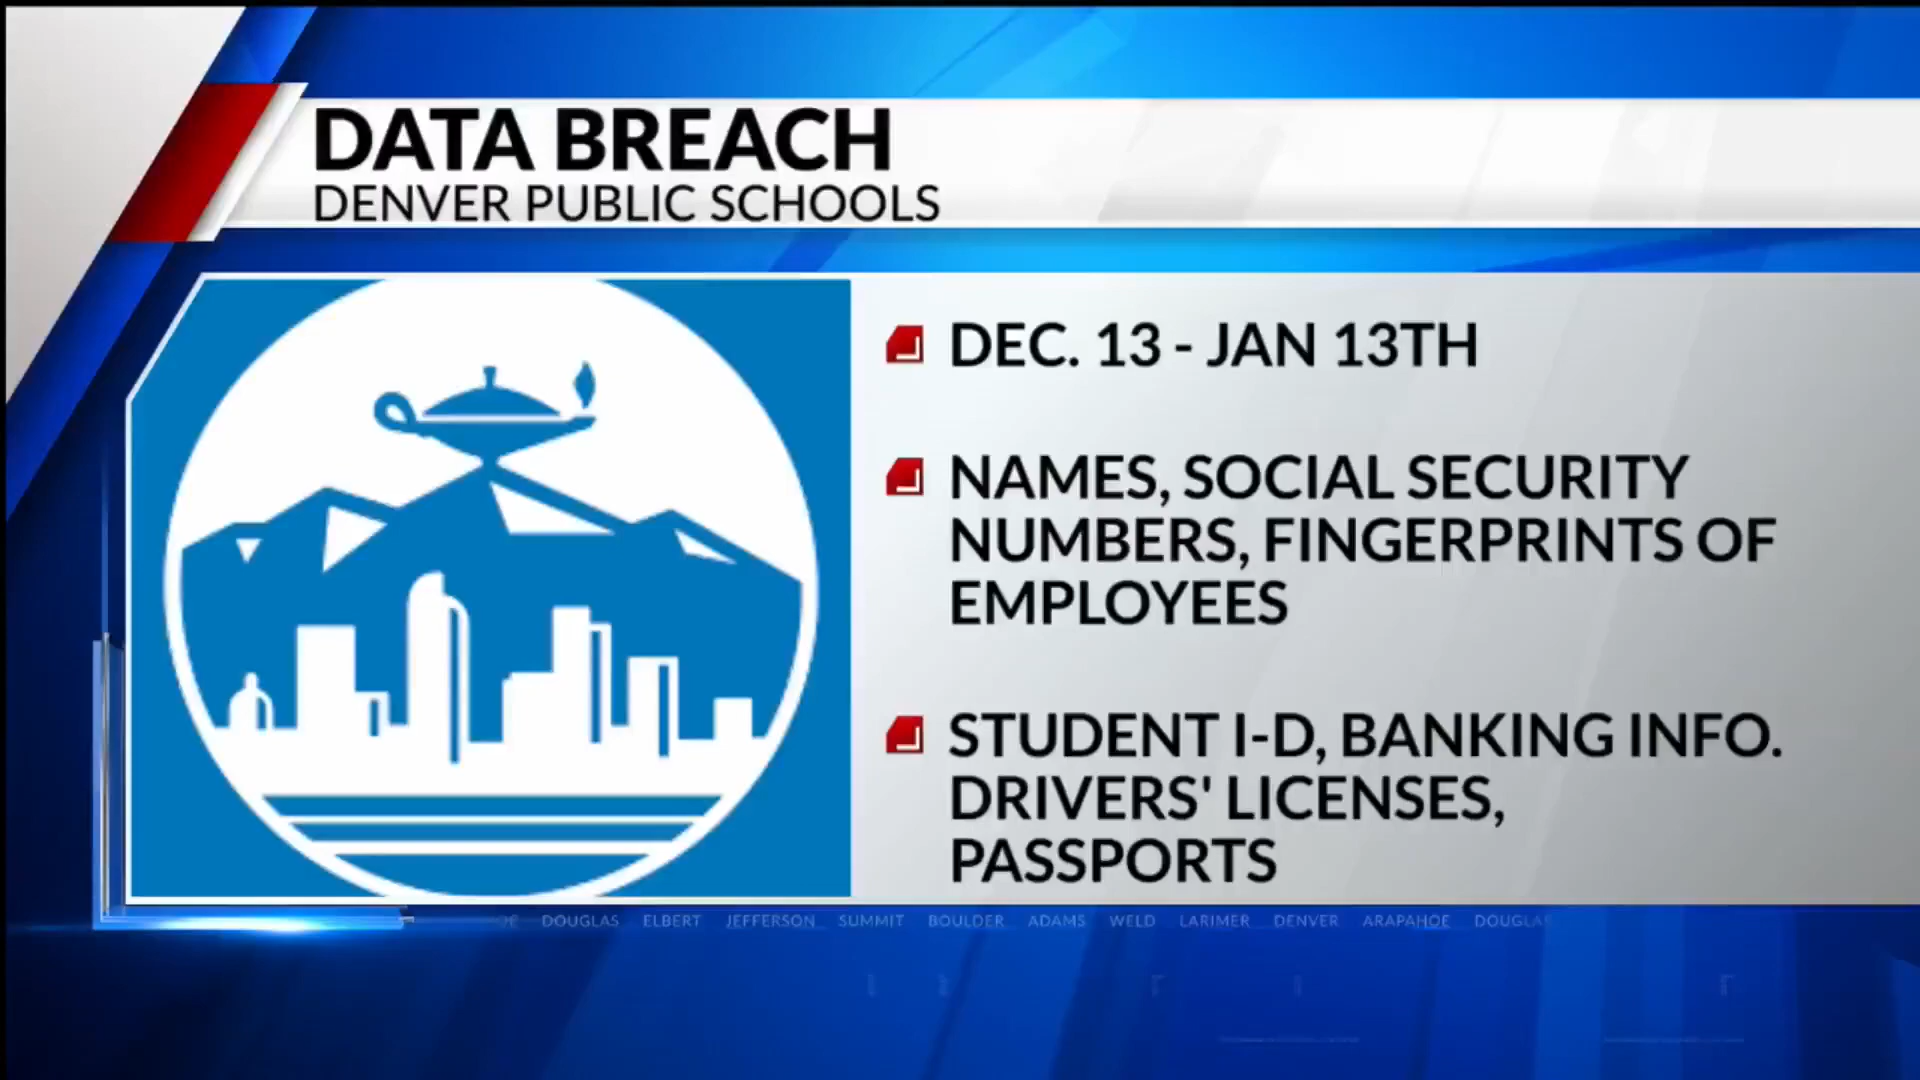 DATA BREACH
DENVER PUBLIC SCHOOLS
DEC. 13 - JAN 13TH
NAMES, SOCIAL SECURITY
NUMBERS, FINGERPRINTS OF
EMPLOYEES
STUDENT I-D, BANKING INFO.
DRIVERS' LICENSES,
PASSPORTS
DOUGLAS ELBERT JEFFERSON SUMMIT BOULDER ADAMS WELD LARIMER DENVER ARAPAHOE DOUGLAS